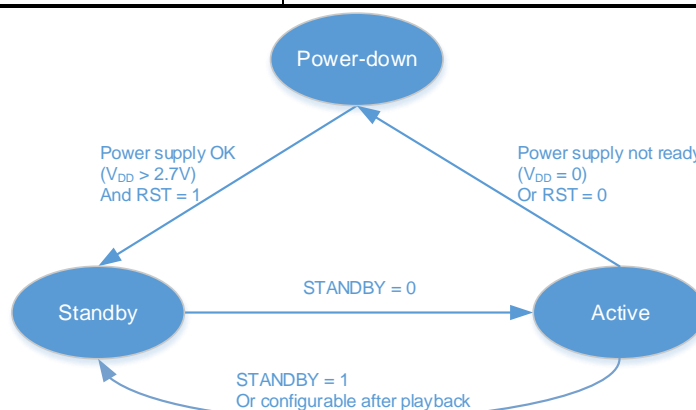 Power-down
Power supply OK
(VDD > 2.7V)
And RST = 1
Power supply not ready
(VDD = 0)
Or RST = 0
STANDBY = 0
Standby
Active
STANDBY = 1
Or configurable after playback